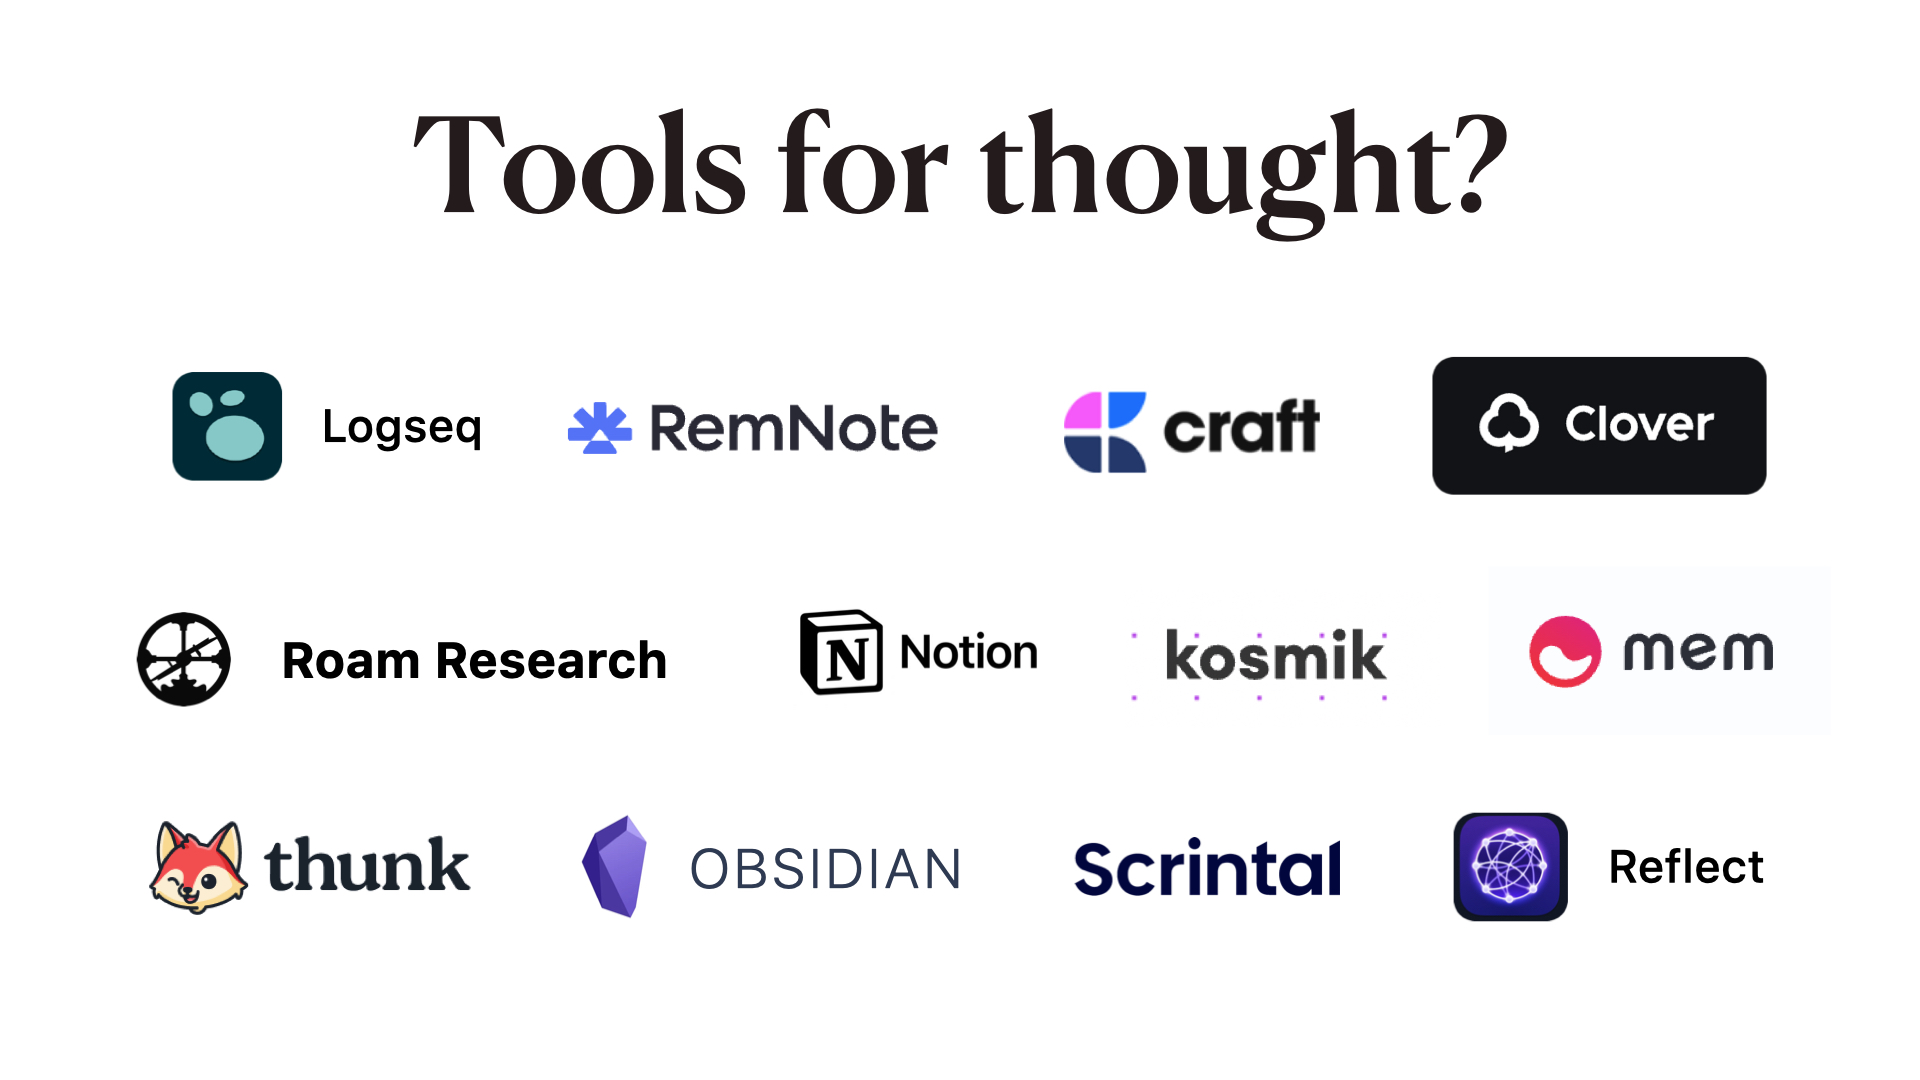 Tools for thought?
Logseq
RemNote
craft
Clover
Roam Research
N Notion
kosmik
mem
thunk
OBSIDIAN
Scrintal
Reflect